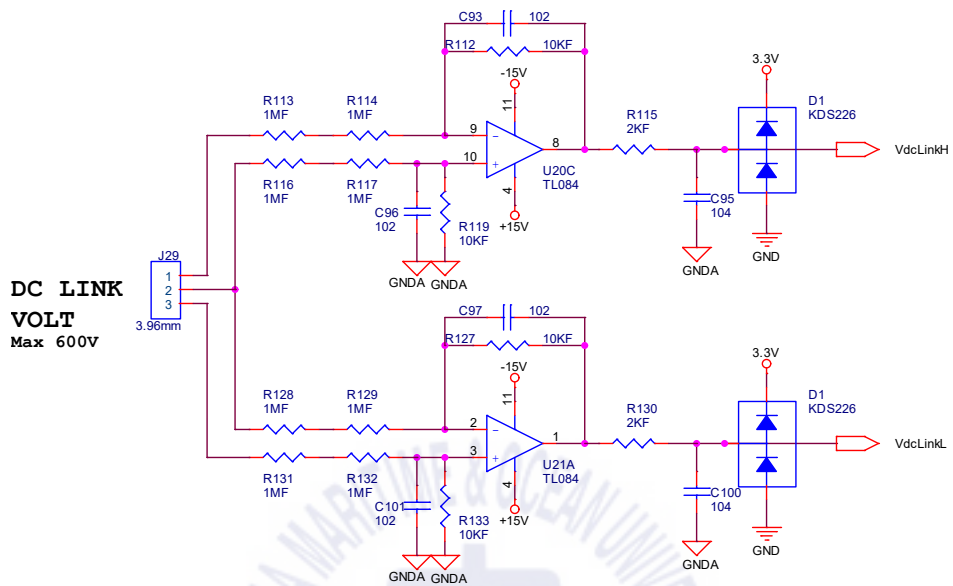 C93
102
R112
10KF
-15V
3.3V
11
R113
1MF
R114
1MF
D1
KDS226
R115
2KF
9
8
10
VdcLinkH
R116
1MF
R117
1MF
U20C
TL084
4
C96
102
R119
10KF
+15V
C95
104
GNDA
GNDA
GNDA
GND
J29
1
2
3
3.96mm
DC LINK
VOLT
Max 600V
C97
102
R127
10KF
-15V
3.3V
11
R128
1MF
R129
1MF
D1
KDS226
R130
2KF
2
1
3
VdcLinkL
R131
1MF
R132
1MF
U21A
TL084
4
C101
102
R133
10KF
+15V
C100
104
GNDA
GNDA
GNDA
GND
MARITIME & OCEAN UNIVE